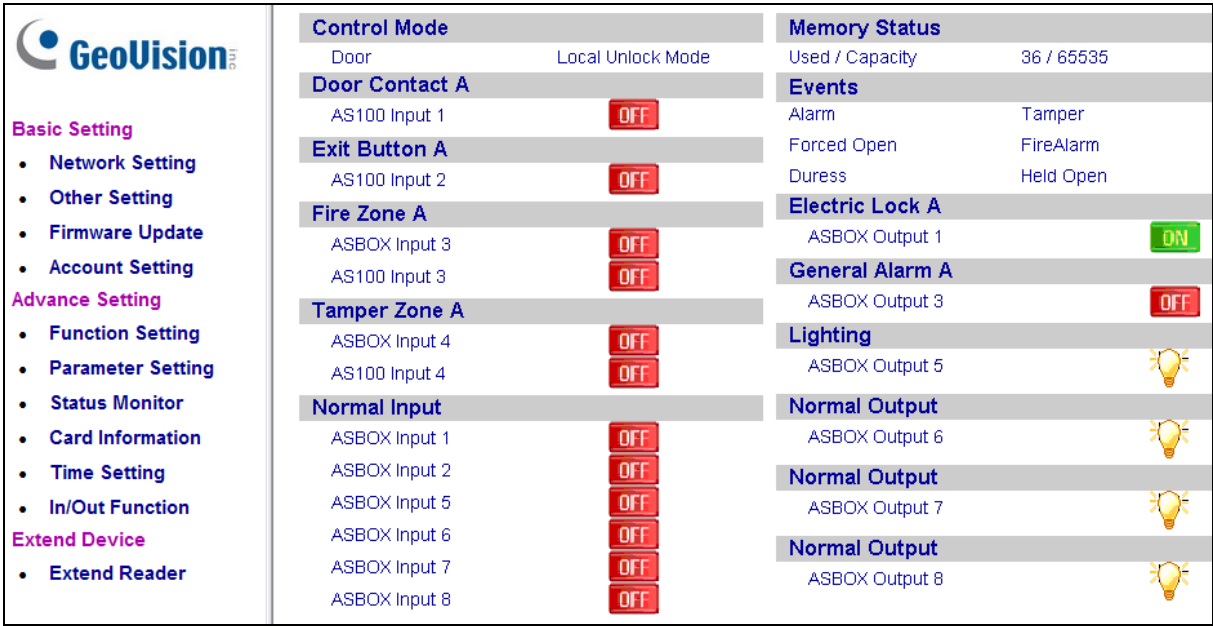 GeoVision inc
Basic Setting
• Network Setting
• Other Setting
• Firmware Update
• Account Setting
Advance Setting
• Function Setting
• Parameter Setting
• Status Monitor
• Card Information
• Time Setting
• In/Out Function
Extend Device
• Extend Reader
Control Mode
Door Local Unlock Mode
Door Contact A
AS100 Input 1 OFF
Exit Button A
AS100 Input 2 OFF
Fire Zone A
ASBOX Input 3 OFF
AS100 Input 3 OFF
Tamper Zone A
ASBOX Input 4 OFF
AS100 Input 4 OFF
Normal Input
ASBOX Input 1 OFF
ASBOX Input 2 OFF
ASBOX Input 5 OFF
ASBOX Input 6 OFF
ASBOX Input 7 OFF
ASBOX Input 8 OFF
Memory Status
Used / Capacity 36 / 65535
Events
Alarm Tamper
Forced Open FireAlarm
Duress Held Open
Electric Lock A
ASBOX Output 1 ON
General Alarm A
ASBOX Output 3 OFF
Lighting
ASBOX Output 5
Normal Output
ASBOX Output 6
Normal Output
ASBOX Output 7
Normal Output
ASBOX Output 8